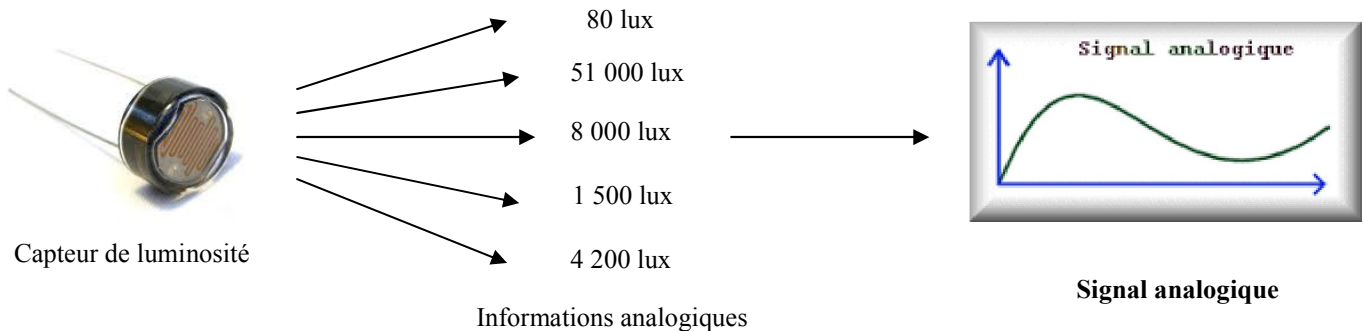 80 lux
51 000 lux
8 000 lux
1 500 lux
4 200 lux
Capteur de luminosité
Informations analogiques
Signal analogique
Signal analogique